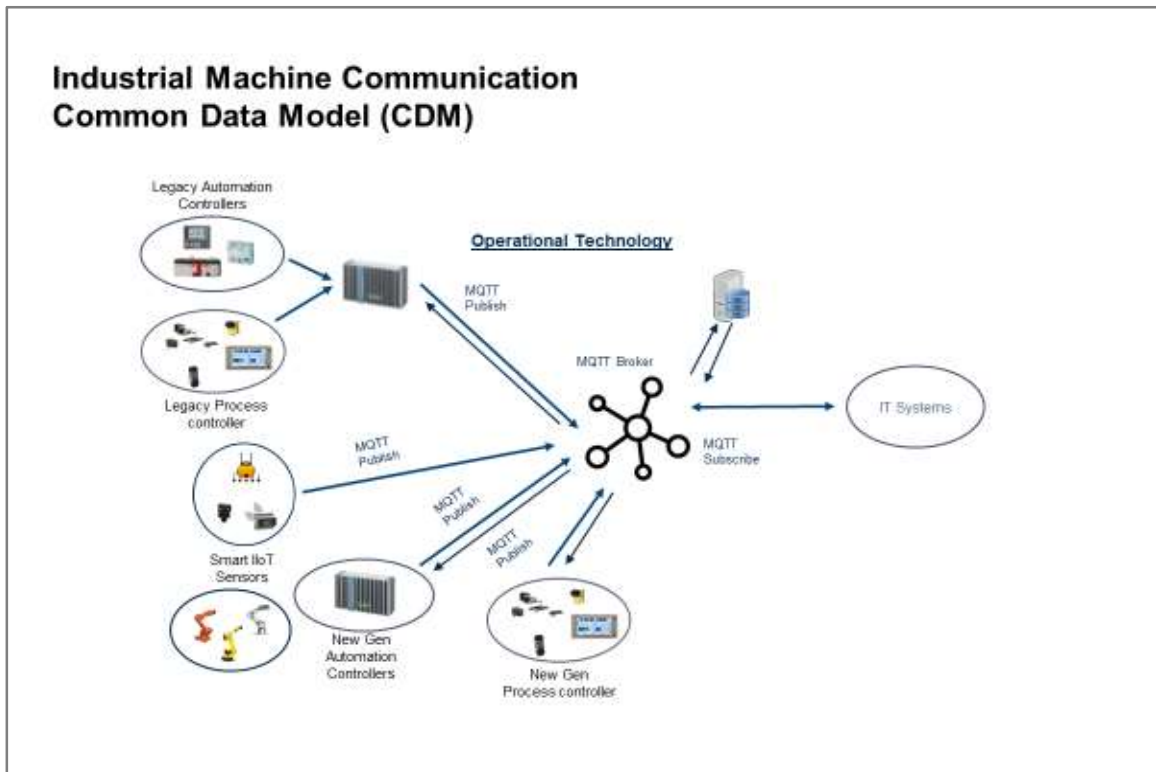 Industrial Machine Communication
Common Data Model (CDM)
Legacy Automation
Controllers
Operational Technology
MQTT
Publish
MQTT Broker
IT Systems
Legacy Process
controller
MQTT
Publish
MQTT
Subscribe
MQTT
Publish
MQTT
Publish
Smart IIoT
Sensors
New Gen
Automation
Controllers
New Gen
Process controller